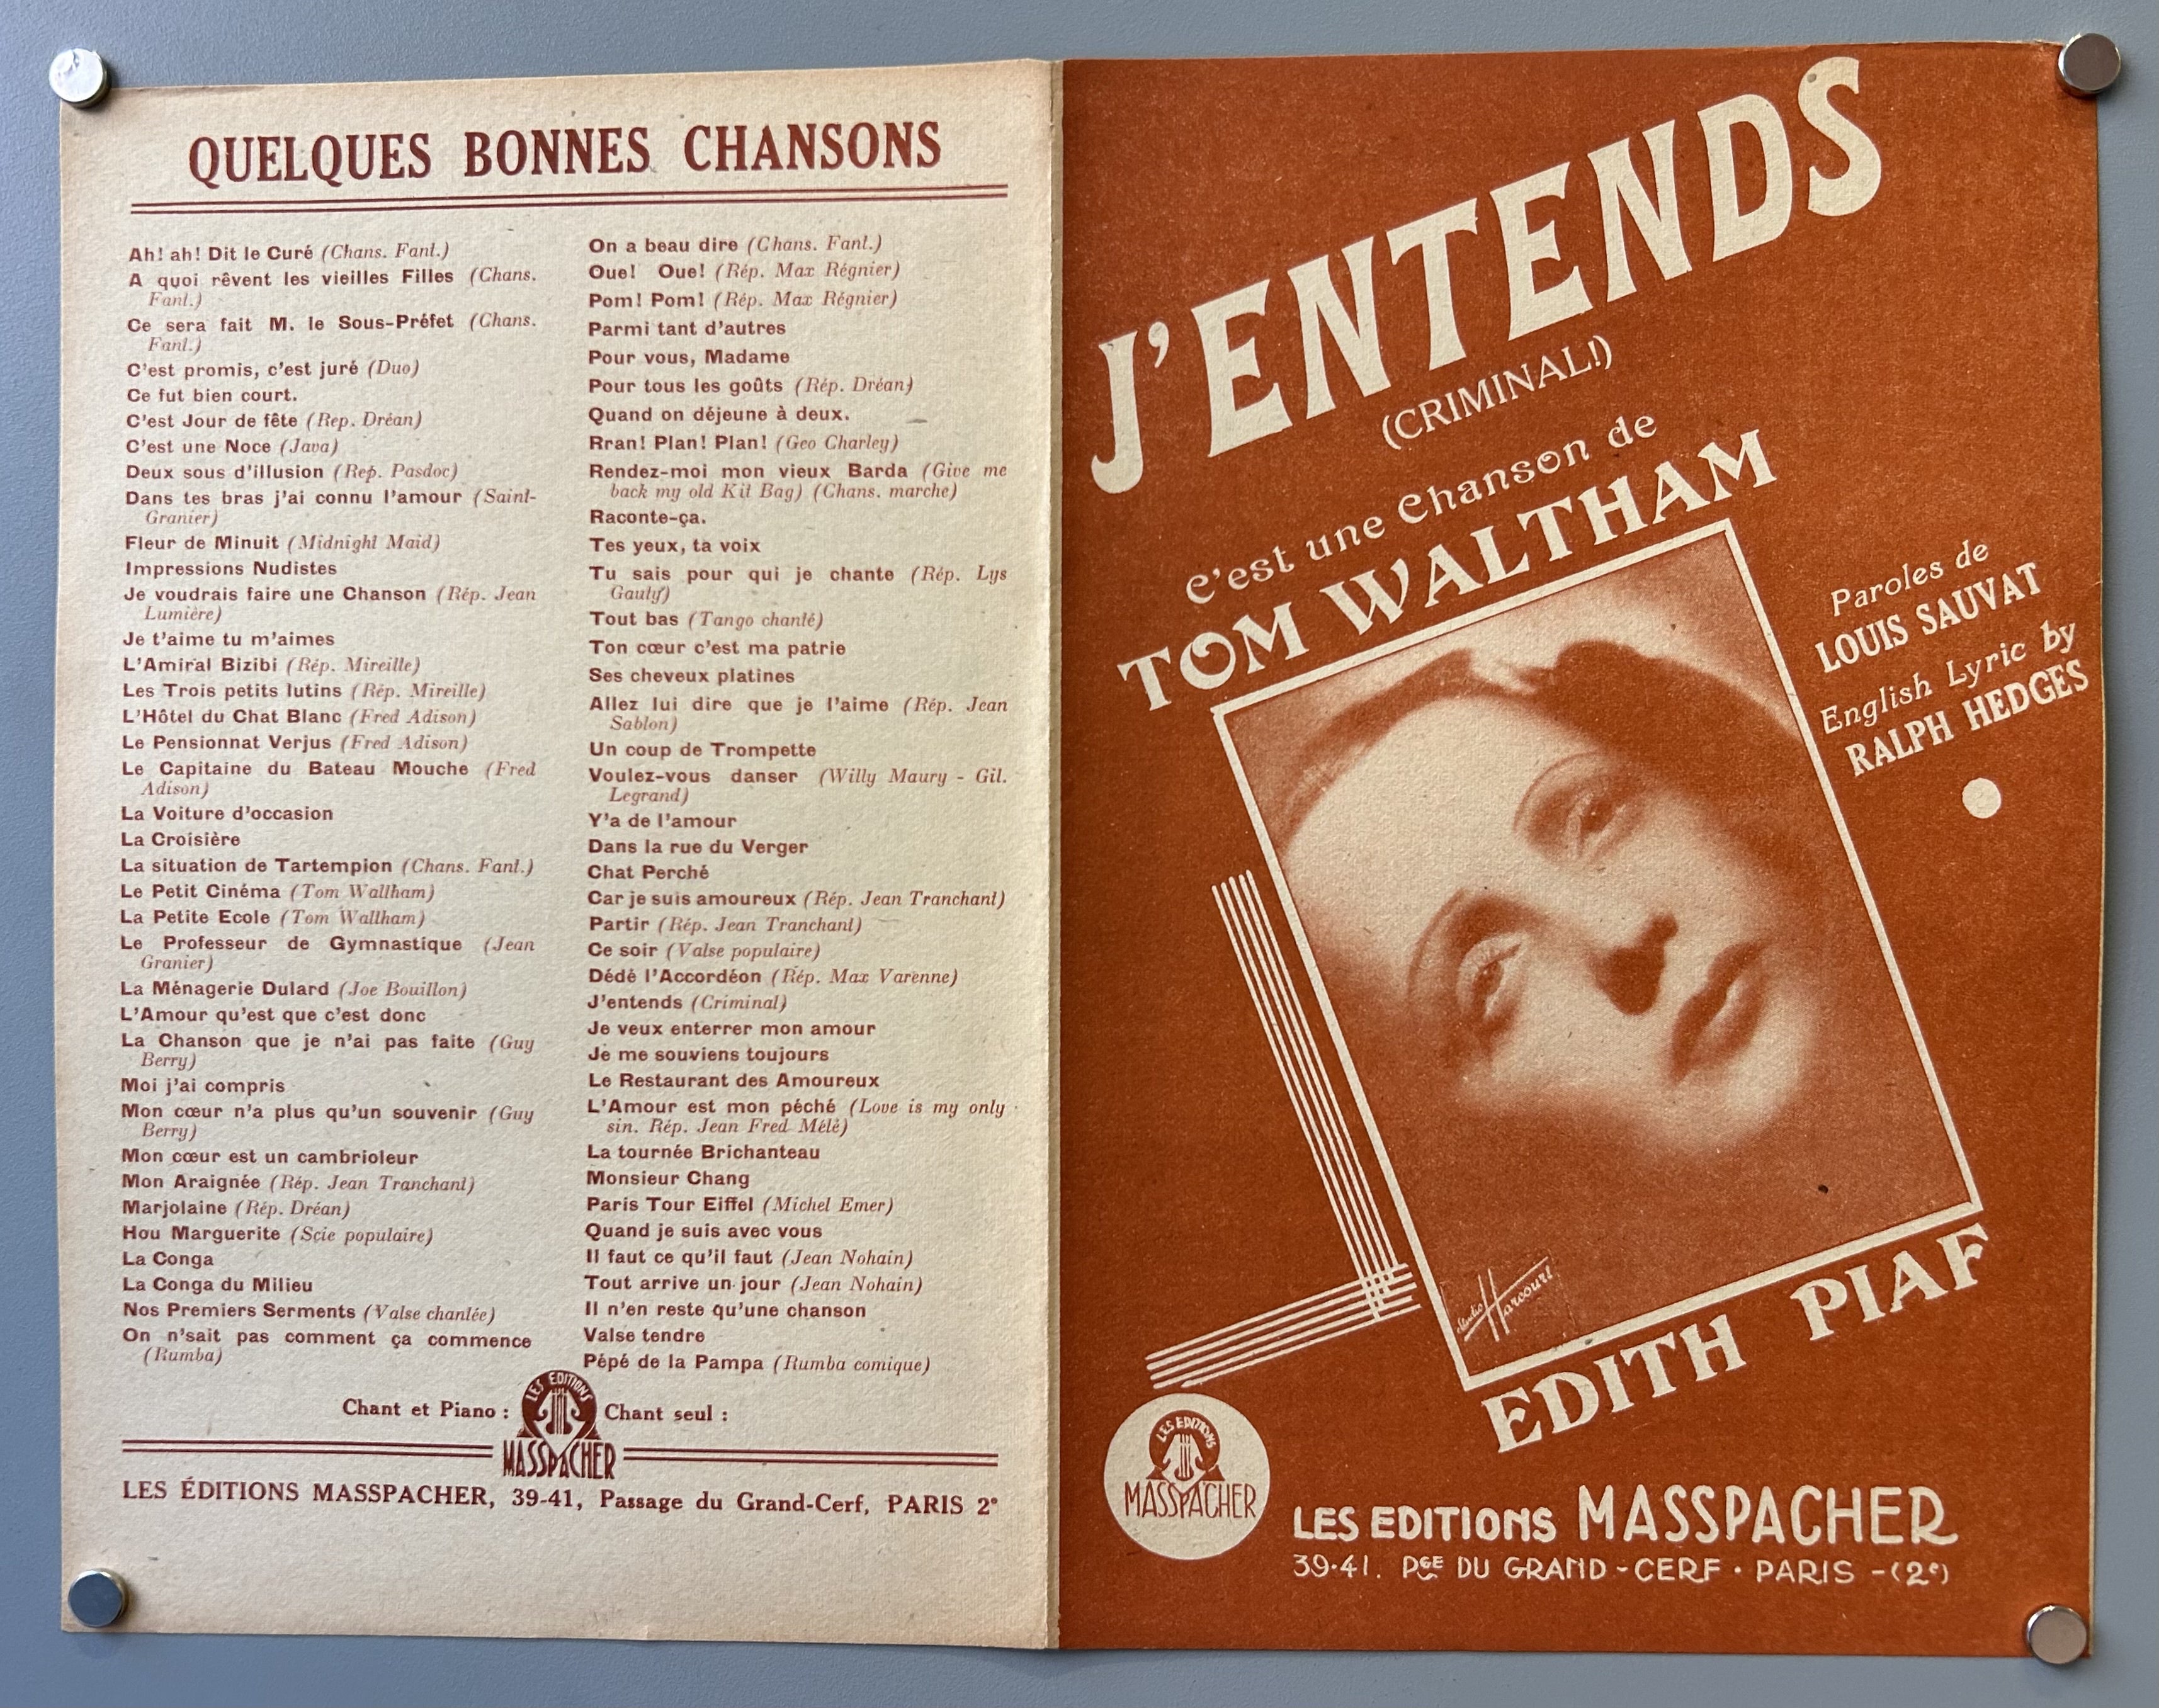 QUELQUES BONNES CHANSONS
Ah! ah! Dit le Curé (Chans. Fant.)
A quoi rêvent les vieilles Filles (Chans.
Fant.)
Ce sera fait M. le Sous-Préfet (Chans.
Fant.)
C'est promis, c'est juré (Duo)
Ce fut bien court.
C'est Jour de fête (Rep. Dréan)
C'est une Noce (Java)
Deux sous d'illusion (Rep. Pasdoc)
Dans tes bras j'ai connu l'amour (Saint-
Granier)
Fleur de Minuit (Midnight Maid)
Impressions Nudistes
Je voudrais faire une Chanson (Rép. Jean
Lumière)
Je t'aime tu m'aimes
L'Amiral Bizibi (Rép. Mireille)
Les Trois petits lutins (Rép. Mireille)
L'Hôtel du Chat Blanc (Fred Adison)
Le Pensionnat Verjus (Fred Adison)
Le Capitaine du Bateau Mouche (Fred
Adison)
La Voiture d'occasion
La Croisière
La situation de Tartempion (Chans. Fant.)
Le Petit Cinéma (Tom Waltham)
La Petite Ecole (Tom Waltham)
Le Professeur de Gymnastique (Jean
Granier)
La Ménagerie Dulard (Joe Bouillon)
L'Amour qu'est que c'est donc
La Chanson que je n'ai pas faite (Guy
Berry)
Moi j'ai compris
Mon cœur n'a plus qu'un souvenir (Guy
Berry)
Mon cœur est un cambrioleur
Mon Araignée (Rép. Jean Tranchant)
Marjolaine (Rép. Dréan)
Hou Marguerite (Scie populaire)
La Conga
La Conga du Milieu
Nos Premiers Serments (Valse chantée)
On n'sait pas comment ça commence
(Rumba)
On a beau dire (Chans. Fant.)
Oue! Oue! (Rép. Max Régnier)
Pom! Pom! (Rép. Max Régnier)
Parmi tant d'autres
Pour vous, Madame
Pour tous les goûts (Rép. Dréan)
Quand on déjeune à deux.
Rran! Plan! Plan! (Geo Charley)
Rendez-moi mon vieux Barda (Give me
back my old Kit Bag) (Chans. marche)
Raconte-ça.
Tes yeux, ta voix
Tu sais pour qui je chante (Rép. Lys
Gauty)
Tout bas (Tango chanté)
Ton cœur c'est ma patrie
Ses cheveux platines
Allez lui dire que je l'aime (Rép. Jean
Sablon)
Un coup de Trompette
Voulez-vous danser (Willy Maury - Gil.
Legrand)
Y'a de l'amour
Dans la rue du Verger
Chat Perché
Car je suis amoureux (Rép. Jean Tranchant)
Partir (Rép. Jean Tranchant)
Ce soir (Valse populaire)
Dédé l'Accordéon (Rép. Max Varenne)
J'entends (Criminal)
Je veux enterrer mon amour
Je me souviens toujours
Le Restaurant des Amoureux
L'Amour est mon péché (Love is my only
sin. Rép. Jean Fred Mélé)
La tournée Brichanteau
Monsieur Chang
Paris Tour Eiffel (Michel Emer)
Quand je suis avec vous
Il faut ce qu'il faut (Jean Nohain)
Tout arrive un jour (Jean Nohain)
Il n'en reste qu'une chanson
Valse tendre
Pépé de la Pampa (Rumba comique)
Chant et Piano : Chant seul :
LES EDITIONS
MASSPACHER
LES ÉDITIONS MASSPACHER, 39-41, Passage du Grand-Cerf, PARIS 2e
J'ENTENDS
(CRIMINAL!)
c'est une chanson de
TOM WALTHAM
Paroles de
LOUIS SAUVAT
English Lyric by
RALPH HEDGES
Studio Harcourt
EDITH PIAF
LES EDITIONS
MASSPACHER
LES EDITIONS MASSPACHER
39·41. PGE DU GRAND-CERF · PARIS -(2e)